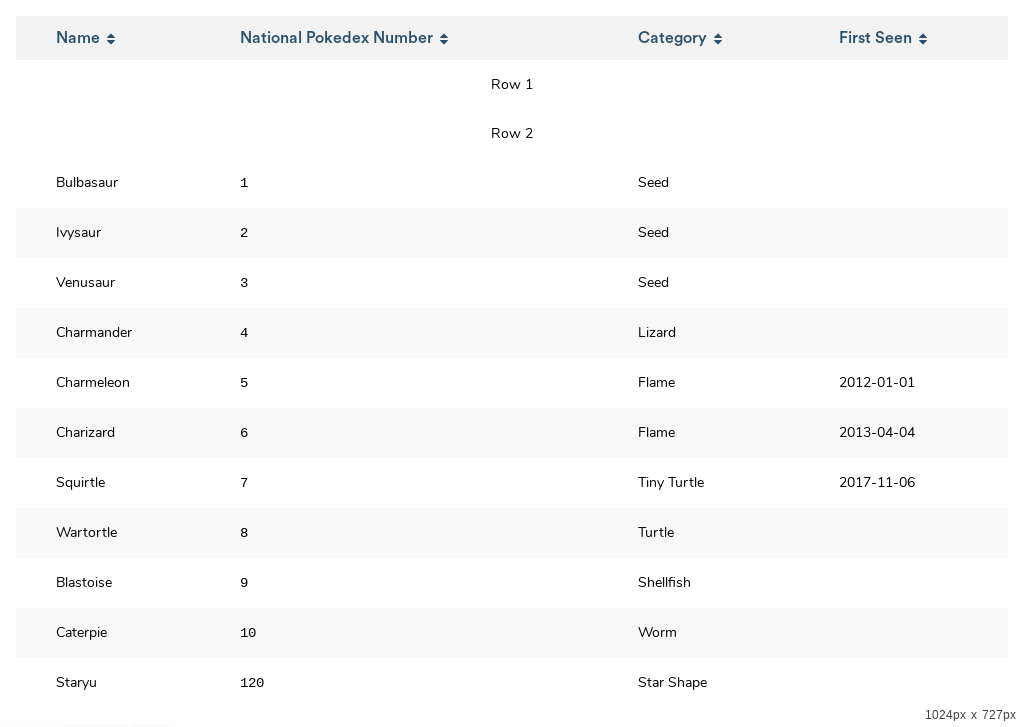 Name National Pokedex Number Category First Seen
Row 1
Row 2
Bulbasaur 1 Seed
Ivysaur 2 Seed
Venusaur 3 Seed
Charmander 4 Lizard
Charmeleon 5 Flame 2012-01-01
Charizard 6 Flame 2013-04-04
Squirtle 7 Tiny Turtle 2017-11-06
Wartortle 8 Turtle
Blastoise 9 Shellfish
Caterpie 10 Worm
Staryu 120 Star Shape
1024px x 727px